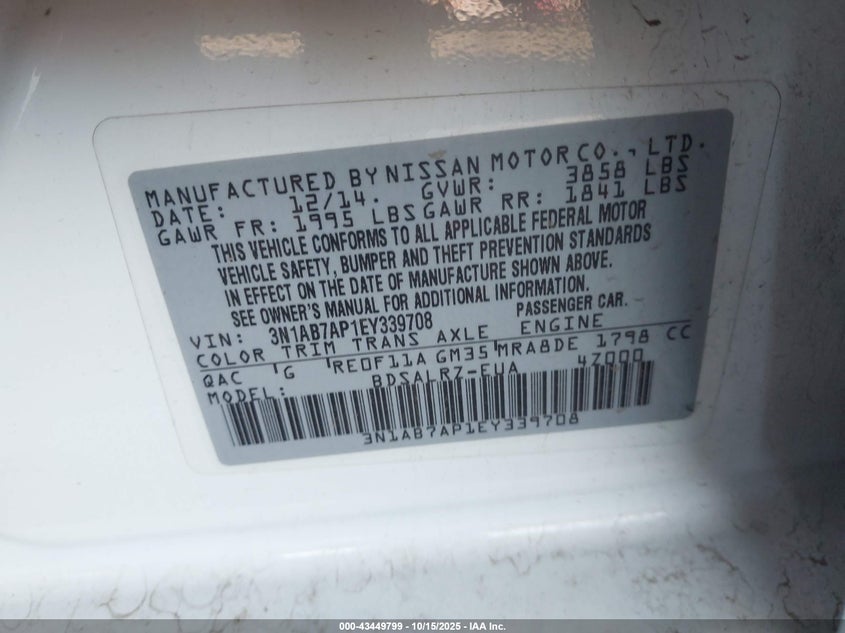 MANUFACTURED BY NISSAN MOTOR CO., LTD.
DATE: 12/14. GVWR: 3858 LBS
GAWR FR: 1995 LBS GAWR RR: 1841 LBS
THIS VEHICLE CONFORMS TO ALL APPLICABLE FEDERAL MOTOR
VEHICLE SAFETY, BUMPER AND THEFT PREVENTION STANDARDS
IN EFFECT ON THE DATE OF MANUFACTURE SHOWN ABOVE.
SEE OWNER'S MANUAL FOR ADDITIONAL INFORMATION.
VIN: 3N1AB7AP1EY339708 PASSENGER CAR.
COLOR TRIM TRANS AXLE ENGINE
QAC G RE0F11A GM35 MRA8DE 1798 CC
MODEL: BDSALRZ-EUA 4Z000
3N1AB7AP1EY339708
000-43449799 - 10/15/2025 - IAA Inc.